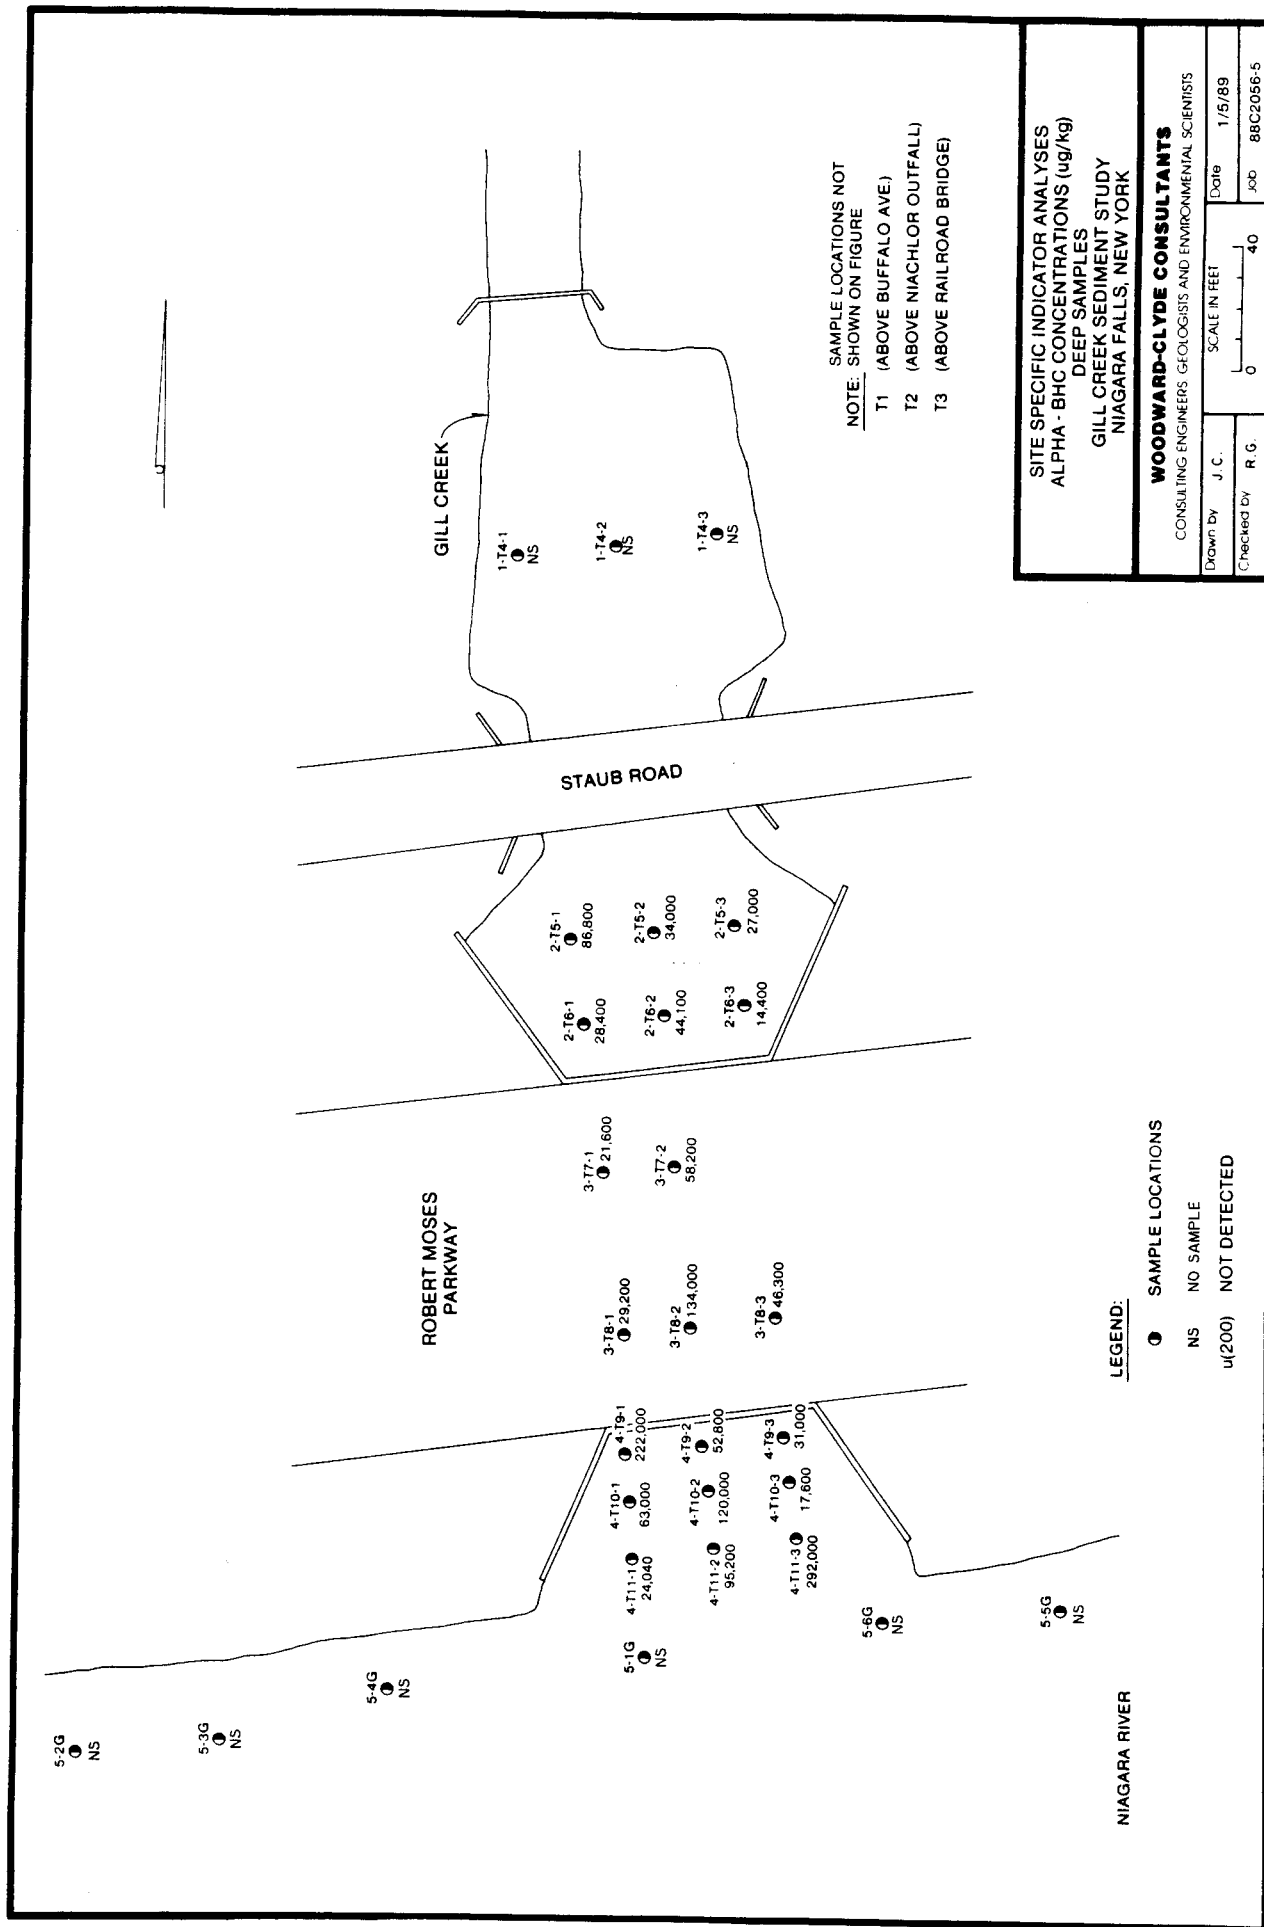 GILL CREEK
1-T4-1
NS
1-T4-2
NS
1-T4-3
NS
SAMPLE LOCATIONS NOT
NOTE: SHOWN ON FIGURE
T1 (ABOVE BUFFALO AVE.)
T2 (ABOVE NIACHLOR OUTFALL)
T3 (ABOVE RAILROAD BRIDGE)
STAUB ROAD
2-T5-1
86,800
2-T5-2
34,000
2-T5-3
27,000
2-T6-1
28,400
2-T6-2
44,100
2-T6-3
14,400
ROBERT MOSES
PARKWAY
3-T7-1
21,600
3-T7-2
58,200
3-T8-1
29,200
3-T8-2
134,000
3-T8-3
46,300
4-T9-1
222,000
4-T9-2
52,800
4-T9-3
31,000
4-T10-1
63,000
4-T10-2
120,000
4-T10-3
17,600
4-T11-1
24,040
4-T11-2
95,200
4-T11-3
292,000
5-2G
NS
5-3G
NS
5-4G
NS
5-1G
NS
5-6G
NS
5-5G
NS
NIAGARA RIVER
LEGEND:
SAMPLE LOCATIONS
NS NO SAMPLE
u(200) NOT DETECTED
SITE SPECIFIC INDICATOR ANALYSES
ALPHA - BHC CONCENTRATIONS (ug/kg)
DEEP SAMPLES
GILL CREEK SEDIMENT STUDY
NIAGARA FALLS, NEW YORK
WOODWARD-CLYDE CONSULTANTS
CONSULTING ENGINEERS GEOLOGISTS AND ENVIRONMENTAL SCIENTISTS
Drawn by J.C.
Checked by R.G.
SCALE IN FEET
0 40
Date 1/5/89
Job 88C2056-5